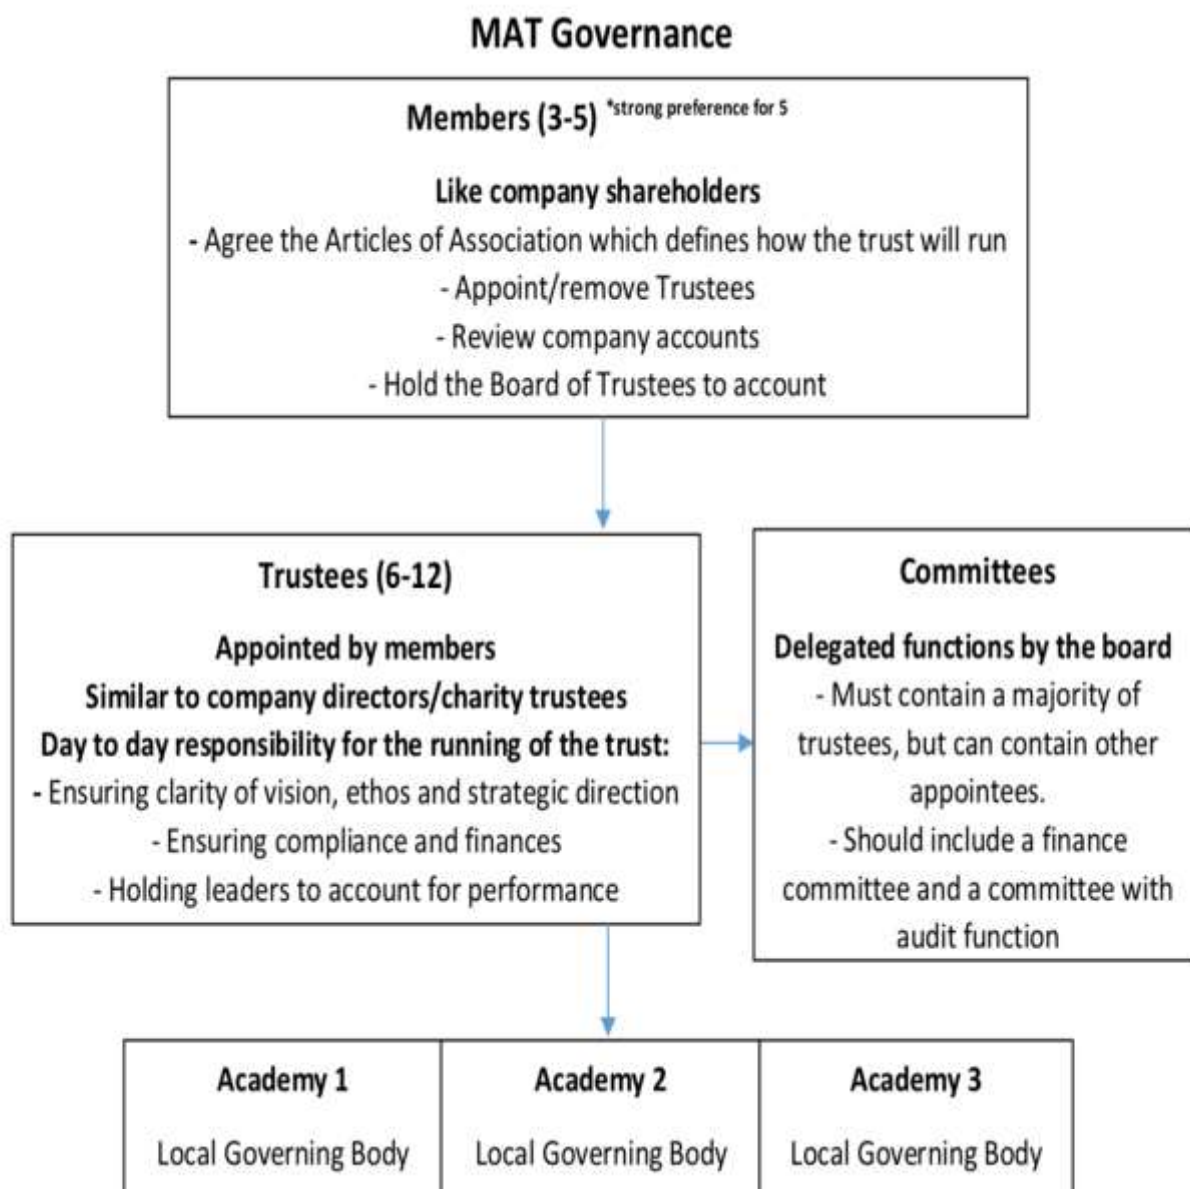 MAT Governance
Members (3-5) *strong preference for 5
Like company shareholders
- Agree the Articles of Association which defines how the trust will run
- Appoint/remove Trustees
- Review company accounts
- Hold the Board of Trustees to account
Trustees (6-12)
Appointed by members
Similar to company directors/charity trustees
Day to day responsibility for the running of the trust:
- Ensuring clarity of vision, ethos and strategic direction
- Ensuring compliance and finances
- Holding leaders to account for performance
Committees
Delegated functions by the board
- Must contain a majority of
trustees, but can contain other
appointees.
- Should include a finance
committee and a committee with
audit function
Academy 1
Local Governing Body
Academy 2
Local Governing Body
Academy 3
Local Governing Body